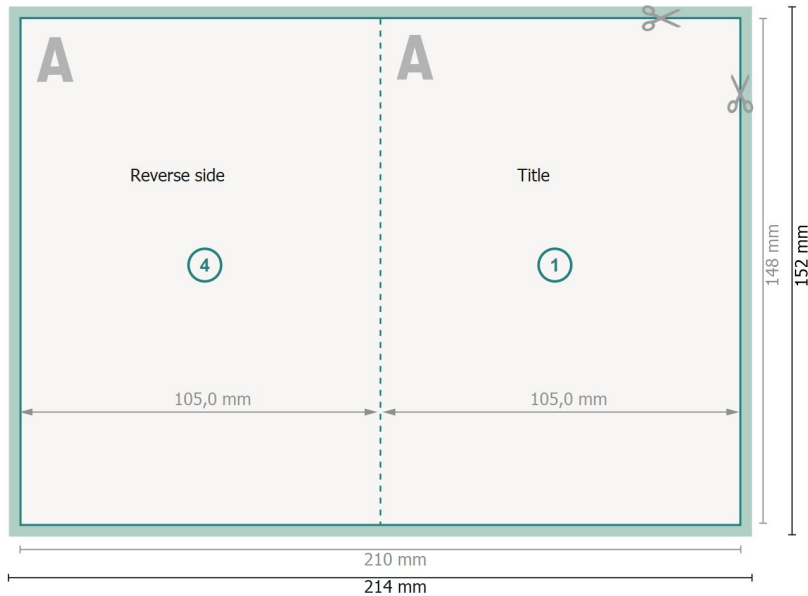 A
A
Reverse side
Title
4
1
105,0 mm
105,0 mm
148 mm
152 mm
210 mm
214 mm